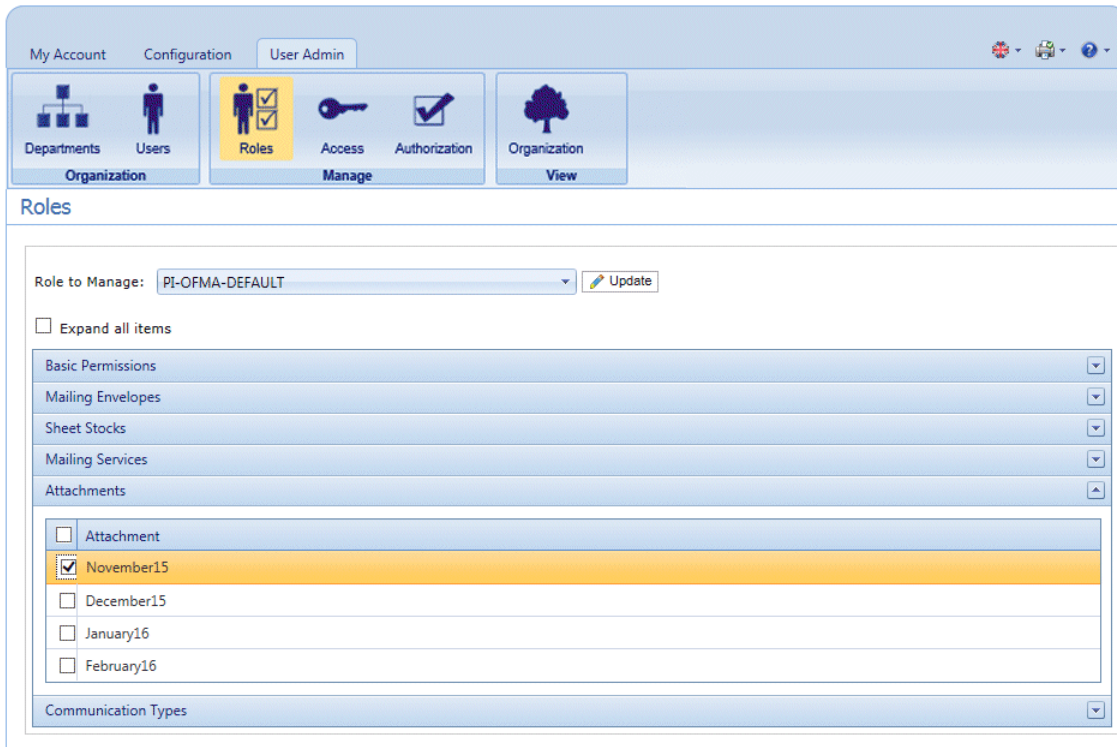 My Account Configuration User Admin
Departments Users Roles Access Authorization Organization
Organization Manage View
Roles
Role to Manage: PI-OFMA-DEFAULT Update
Expand all items
Basic Permissions
Mailing Envelopes
Sheet Stocks
Mailing Services
Attachments
Attachment
November15
December15
January16
February16
Communication Types